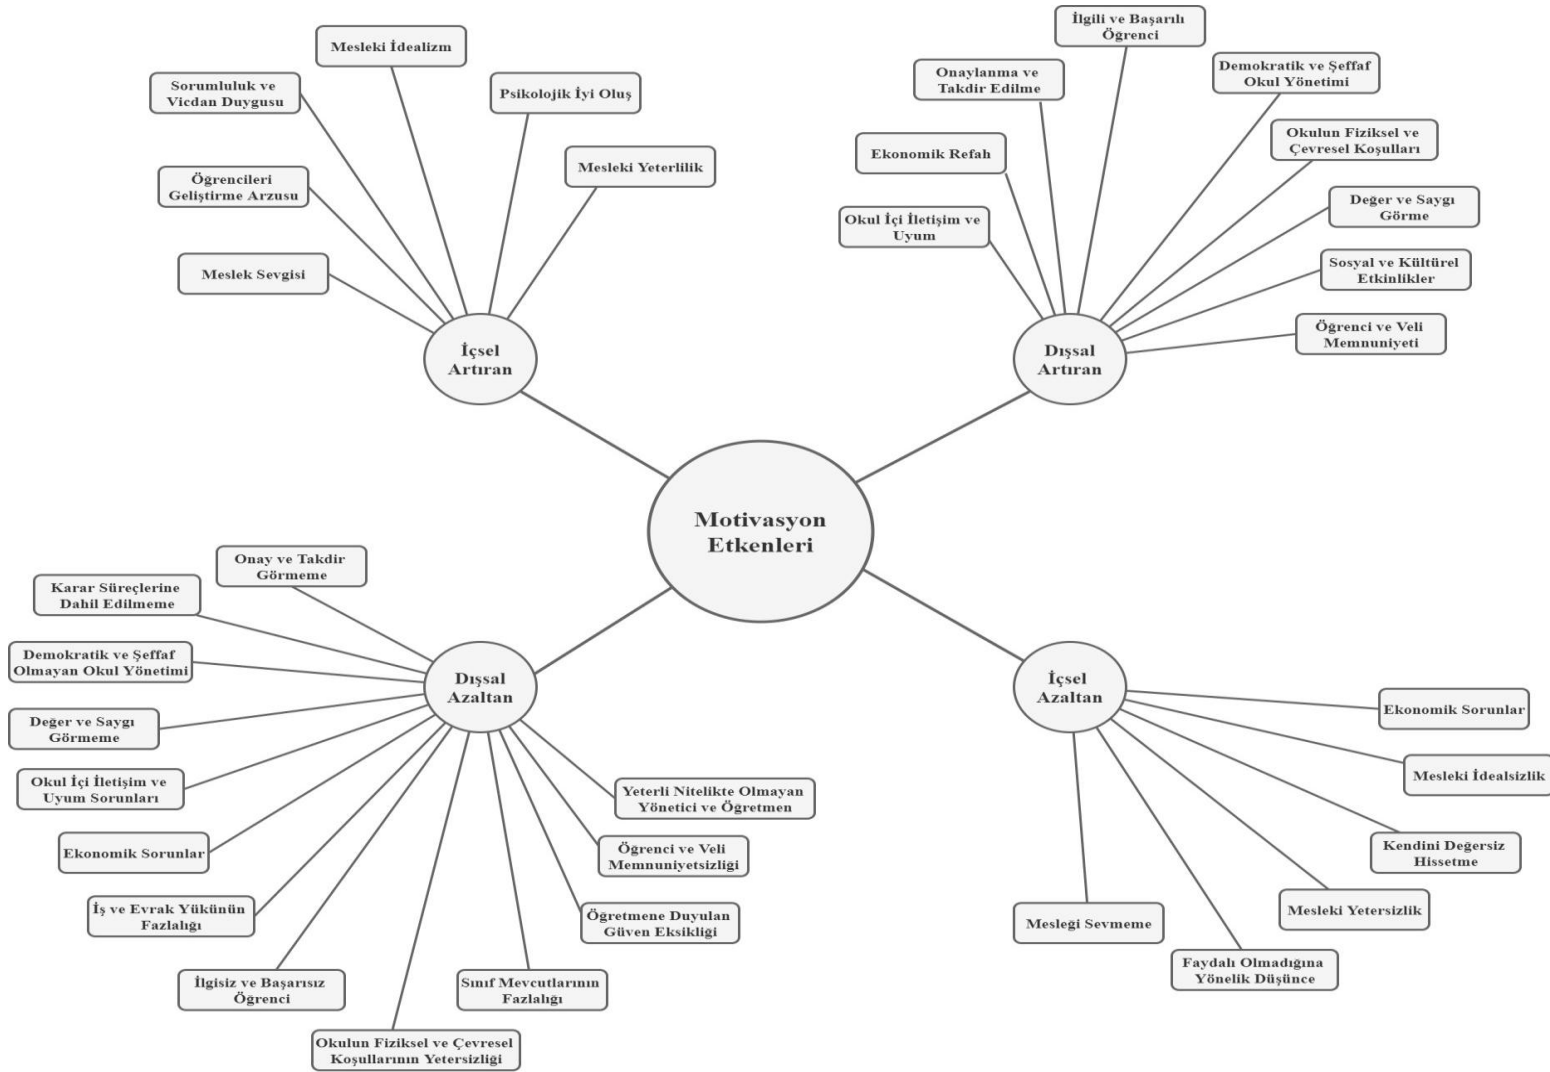 Mesleki İdealizm
Sorumluluk ve
Vicdan Duygusu
Psikolojik İyi Oluş
Öğrencileri
Geliştirme Arzusu
Mesleki Yeterlilik
Meslek Sevgisi
İçsel
Artıran
İlgili ve Başarılı
Öğrenci
Onaylanma ve
Takdir Edilme
Demokratik ve Şeffaf
Okul Yönetimi
Ekonomik Refah
Okulun Fiziksel ve
Çevresel Koşulları
Okul İçi İletişim ve
Uyum
Değer ve Saygı
Görme
Sosyal ve Kültürel
Etkinlikler
Öğrenci ve Veli
Memnuniyeti
Dışsal
Artıran
Motivasyon
Etkenleri
Onay ve Takdir
Görmeme
Karar Süreçlerine
Dahil Edilmeme
Demokratik ve Şeffaf
Olmayan Okul Yönetimi
Dışsal
Azaltan
Değer ve Saygı
Görmeme
Okul İçi İletişim ve
Uyum Sorunları
Ekonomik Sorunlar
İş ve Evrak Yükünün
Fazlalığı
İlgisiz ve Başarısız
Öğrenci
Okulun Fiziksel ve Çevresel
Koşullarının Yetersizliği
Sınıf Mevcutlarının
Fazlalığı
Öğretmene Duyulan
Güven Eksikliği
Öğrenci ve Veli
Memnuniyetsizliği
Yeterli Nitelikte Olmayan
Yönetici ve Öğretmen
İçsel
Azaltan
Ekonomik Sorunlar
Mesleki İdealsizlik
Kendini Değersiz
Hissetme
Mesleki Yetersizlik
Faydalı Olmadığına
Yönelik Düşünce
Mesleği Sevmeme